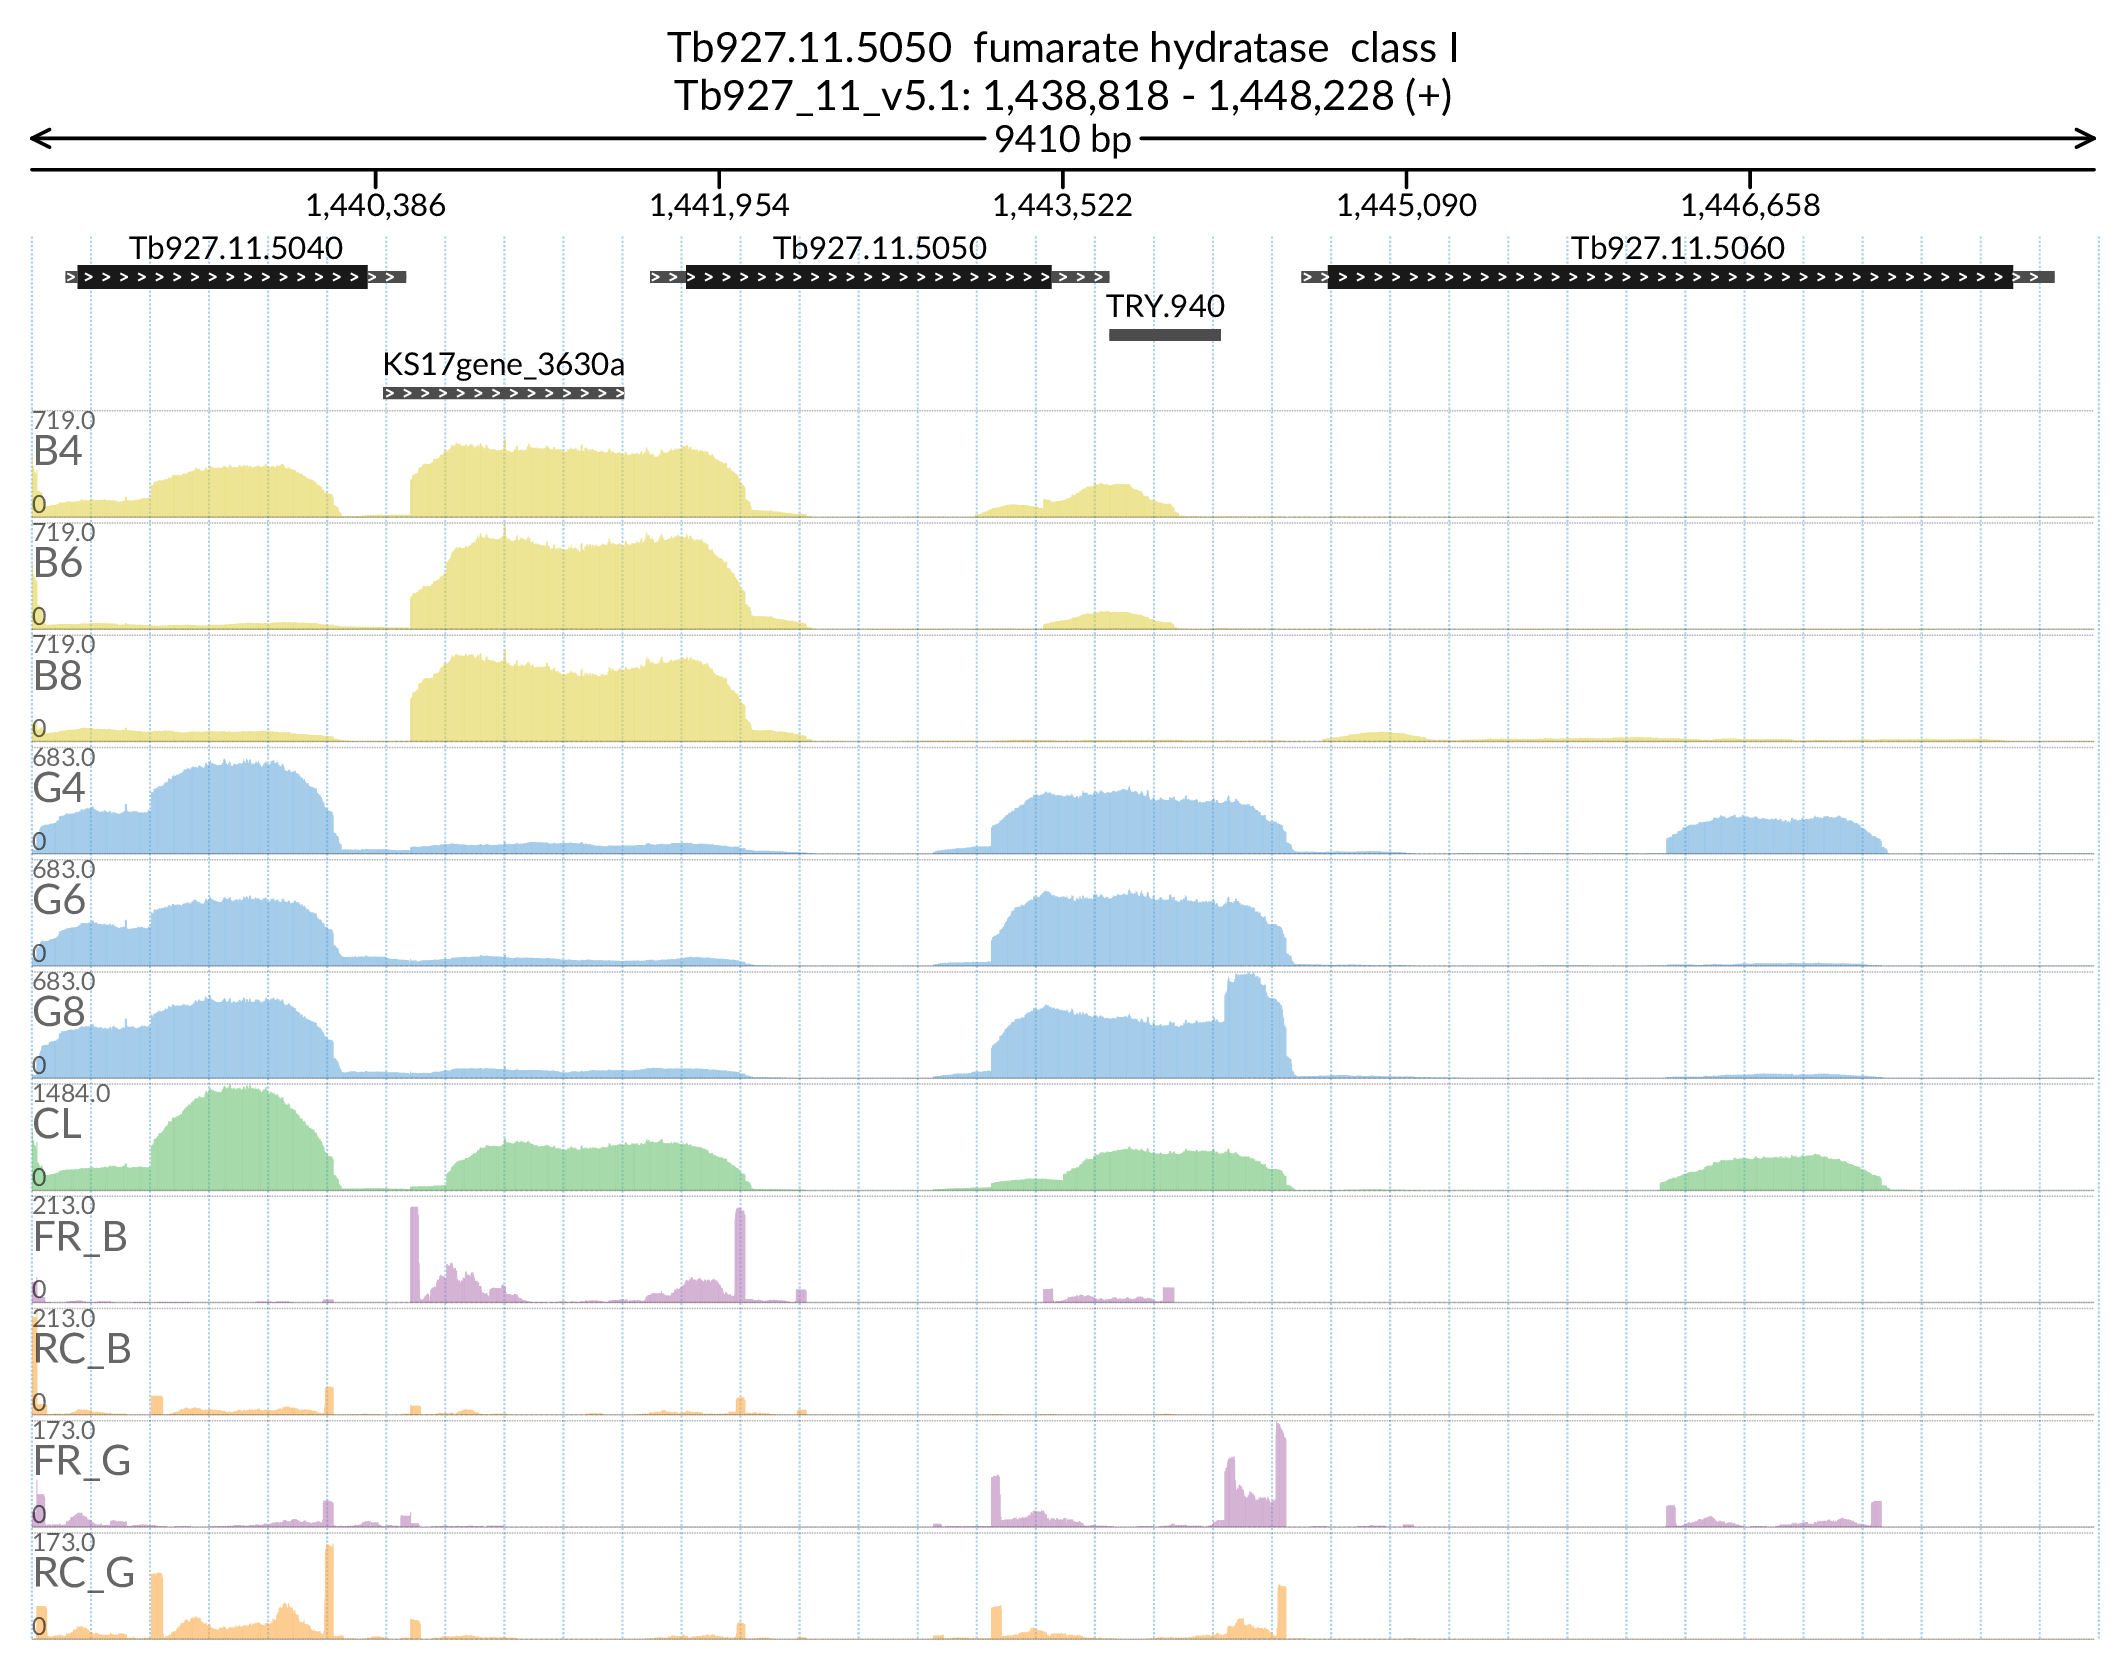 Tb927.11.5050  fumarate hydratase  class I
Tb927_11_v5.1: 1,438,818 - 1,448,228 (+)
9410 bp
1,440,386 1,441,954 1,443,522 1,445,090 1,446,658
Tb927.11.5040 Tb927.11.5050 Tb927.11.5060
TRY.940
KS17gene_3630a
719.0
B4
0
719.0
B6
0
719.0
B8
0
683.0
G4
0
683.0
G6
0
683.0
G8
0
1484.0
CL
0
213.0
FR_B
0
213.0
RC_B
0
173.0
FR_G
0
173.0
RC_G
0